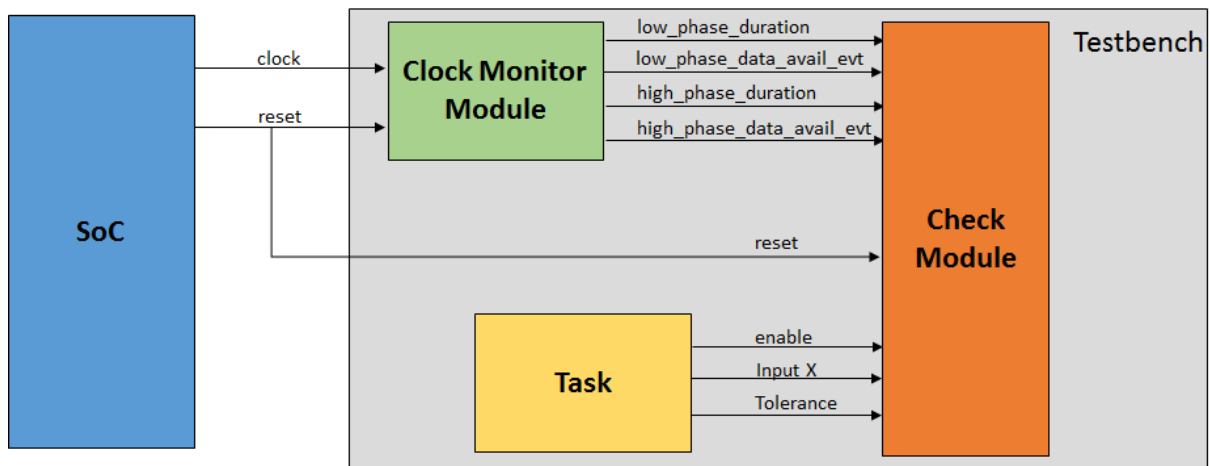 low_phase_duration
Testbench
clock
Clock Monitor
Module
low_phase_data_avail_evt
high_phase_duration
reset
high_phase_data_avail_evt
SoC
Check
Module
reset
enable
Task
Input X
Tolerance